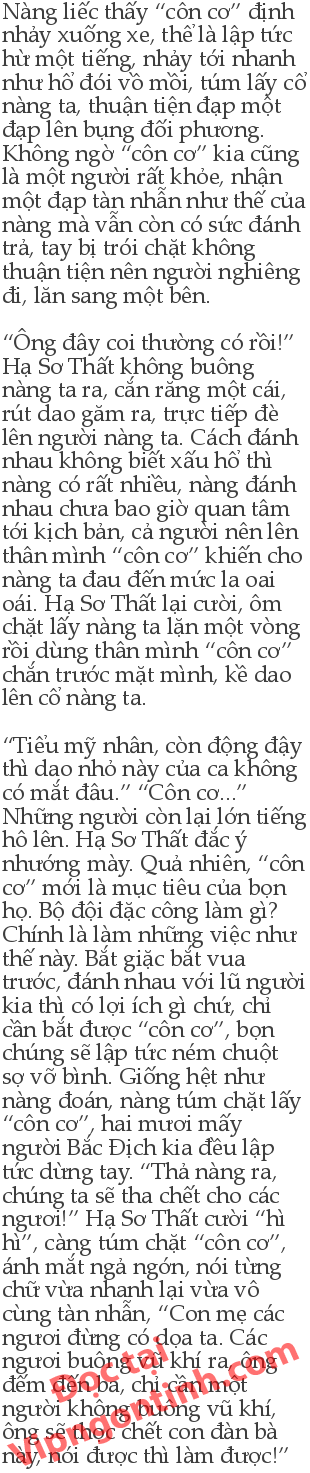 Nàng liếc thấy “côn cơ” định
nhảy xuống xe, thể là lập tức
hừ một tiếng, nhảy tới nhanh
như hổ đói vồ mồi, túm lấy cổ
nàng ta, thuận tiện đạp một
đạp lên bụng đối phương.
Không ngờ “côn cơ” kia cũng
là một người rất khỏe, nhận
một đạp tàn nhẫn như thế của
nàng mà vẫn còn có sức đánh
trả, tay bị trói chặt không
thuận tiện nên người nghiêng
đi, lăn sang một bên.

“Ông đây coi thường có rồi!”
Hạ Sơ Thất không buông
nàng ta ra, cắn răng một cái,
rút dao găm ra, trực tiếp đè
lên người nàng ta. Cách đánh
nhau không biết xấu hổ thì
nàng có rất nhiều, nàng đánh
nhau chưa bao giờ quan tâm
tới kịch bản, cả người nên lên
thân mình “côn cơ” khiến cho
nàng ta đau đến mức la oai
oái. Hạ Sơ Thất lại cười, ôm
chặt lấy nàng ta lặn một vòng
rồi dùng thân mình “côn cơ”
chắn trước mặt mình, kề dao
lên cổ nàng ta.

“Tiểu mỹ nhân, còn động đậy
thì dao nhỏ này của ca không
có mắt đâu.” “Côn cơ...”
Những người còn lại lớn tiếng
hô lên. Hạ Sơ Thất đắc ý
nhướng mày. Quả nhiên, “côn
cơ” mới là mục tiêu của bọn
họ. Bộ đội đặc công làm gì?
Chính là làm những việc như
thế này. Bắt giặc bắt vua
trước, đánh nhau với lũ người
kia thì có lợi ích gì chứ, chỉ
cần bắt được “côn cơ”, bọn
chúng sẽ lập tức ném chuột
sợ vỡ bình. Giống hệt như
nàng đoán, nàng túm chặt lấy
“côn cơ”, hai mươi mấy
người Bắc Địch kia đều lập
tức dừng tay. “Thả nàng ra,
chúng ta sẽ tha chết cho các
ngươi!” Hạ Sơ Thất cười “hì
hì”, càng túm chặt “côn cơ”,
ánh mắt ngả ngớn, nói từng
chữ vừa nhanh lại vừa vô
cùng tàn nhẫn, “Con mẹ các
ngươi đừng có dọa ta. Các
ngươi buông vũ khí ra, ông
đếm đến ba, chỉ cần một
người không buông vũ khí,
ông sẽ thọc chết con đàn bà
này, nói được thì làm được!”
Đọc tại
Vipngontinh.com